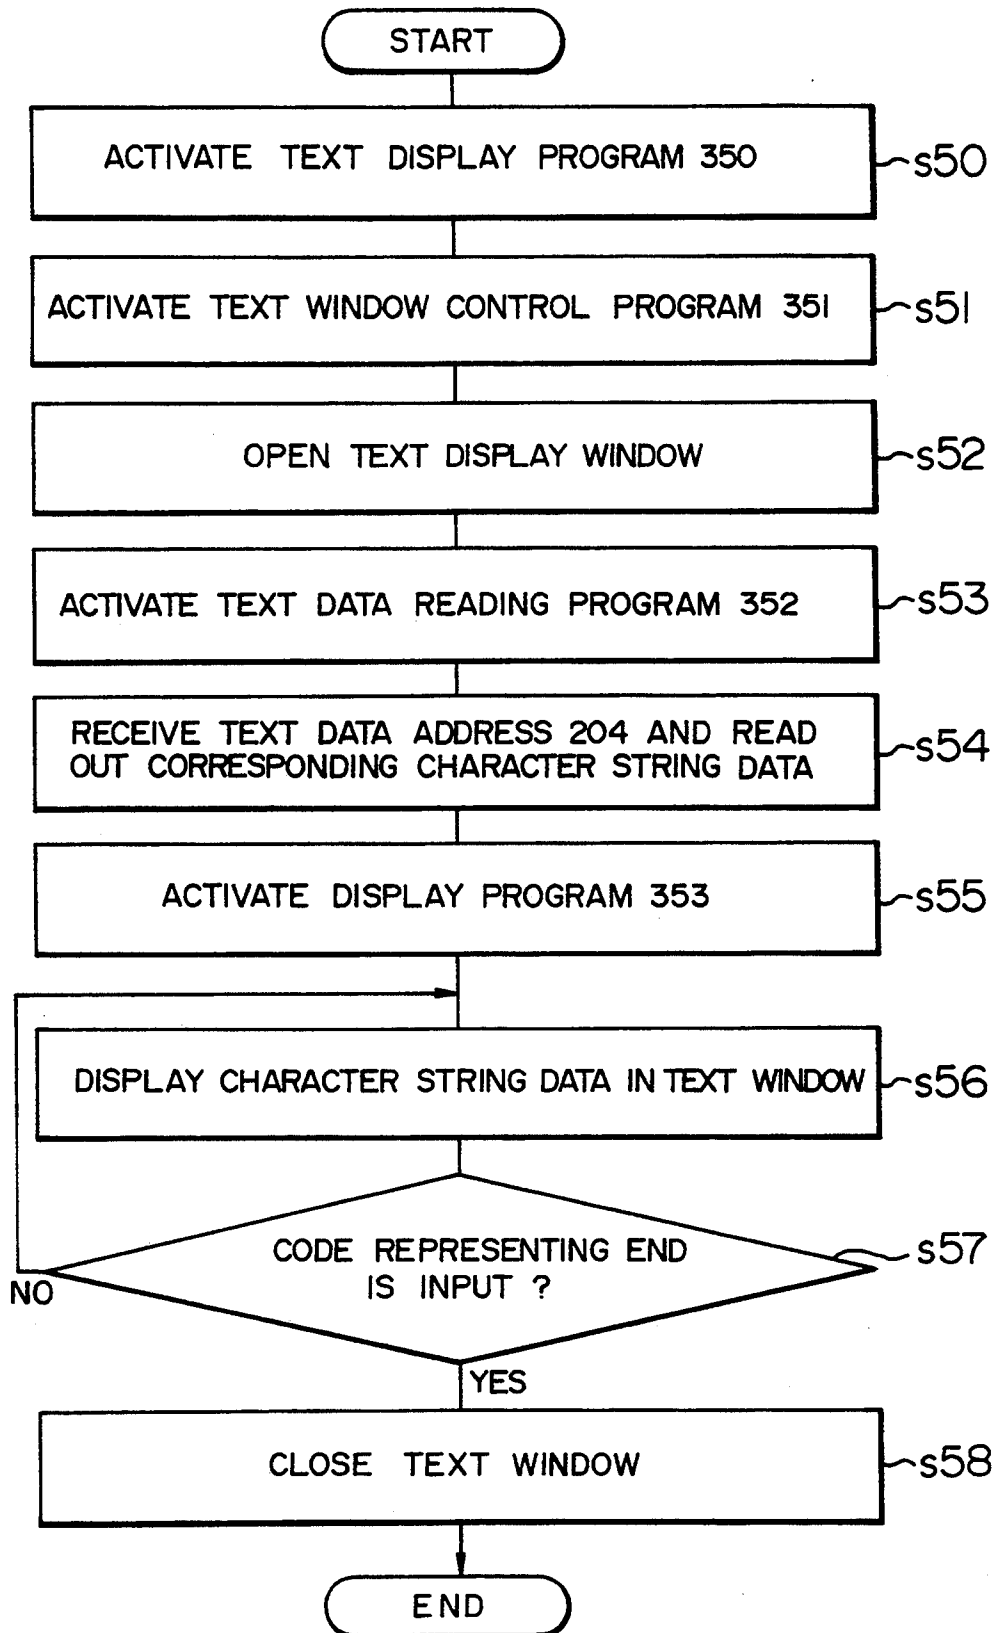 START
ACTIVATE TEXT DISPLAY PROGRAM 350
s50
ACTIVATE TEXT WINDOW CONTROL PROGRAM 351
s51
OPEN TEXT DISPLAY WINDOW
s52
ACTIVATE TEXT DATA READING PROGRAM 352
s53
RECEIVE TEXT DATA ADDRESS 204 AND READ
OUT CORRESPONDING CHARACTER STRING DATA
s54
ACTIVATE DISPLAY PROGRAM 353
s55
DISPLAY CHARACTER STRING DATA IN TEXT WINDOW
s56
CODE REPRESENTING END
IS INPUT ?
s57
NO
YES
CLOSE TEXT WINDOW
s58
END